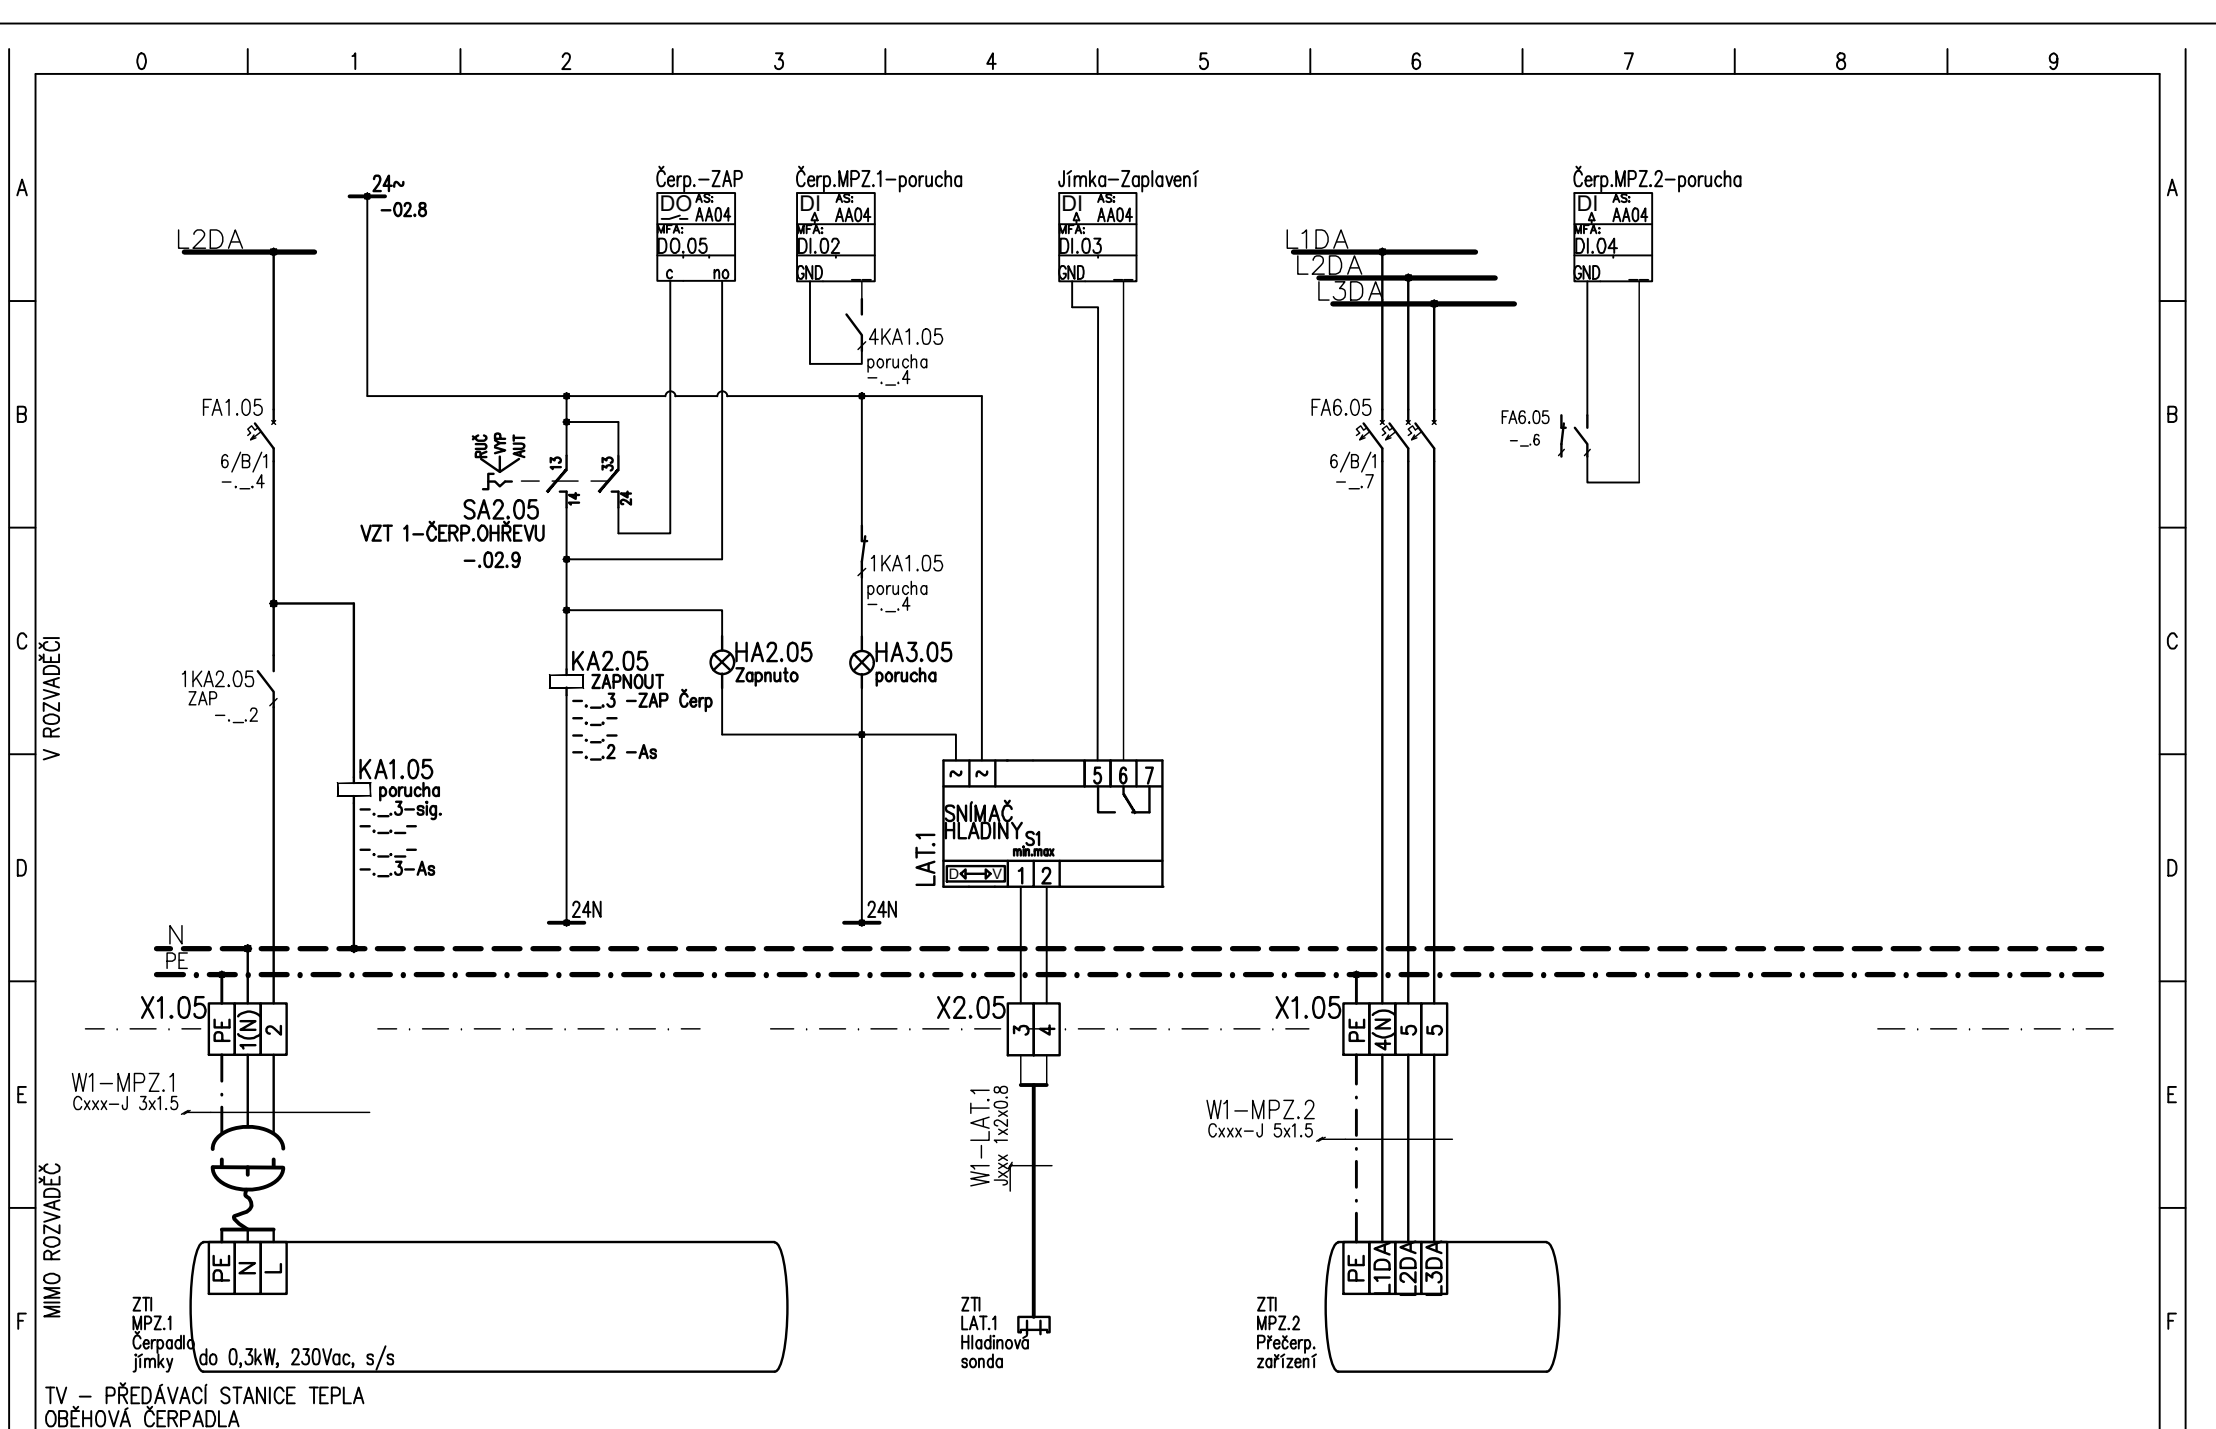 0 1 2 3 4 5 6 7 8 9
A
B
C
D
E
F
V ROZVADĚČI
MIMO ROZVADĚČ
L2DA
FA1.05
6/B/1
-._.4
1KA2.05
ZAP
-._.2
KA1.05
porucha
-._.3-sig.
-._._-
-._._-
-._.3-As
24~
-02.8
RUČ
VYP
AUT
13
14
33
24
SA2.05
VZT 1-ČERP.OHŘEVU
-.02.9
KA2.05
ZAPNOUT
-._.3 -ZAP Čerp
-._.-
-._.-
-._.2 -As
24N
Čerp.-ZAP
DO AS:
AA04
MFA:
DO.05
c no
HA2.05
Zapnuto
Čerp.MPZ.1-porucha
DI AS:
AA04
MFA:
DI.02
GND __
4KA1.05
porucha
-._.4
1KA1.05
porucha
-._.4
HA3.05
porucha
24N
Jímka-Zaplavení
DI AS:
AA04
MFA:
DI.03
GND __
~ ~ 5 6 7
SNÍMAČ
HLADINY
S1
min.max
D V 1 2
LAT.1
L1DA
L2DA
L3DA
FA6.05
6/B/1
-_.7
Čerp.MPZ.2-porucha
DI AS:
AA04
MFA:
DI.04
GND __
FA6.05
-_.6
N
PE
X1.05
PE 1(N) 2
W1-MPZ.1
Cxxx-J 3x1.5
PE N L
ZTI
MPZ.1
Čerpadlo
jímky
do 0,3kW, 230Vac, s/s
X2.05
3 4
W1-LAT.1
Jxxx 1x2x0.8
ZTI
LAT.1
Hladinová
sonda
X1.05
PE 4(N) 5 5
W1-MPZ.2
Cxxx-J 5x1.5
PE L1DA L2DA L3DA
ZTI
MPZ.2
Přečerp.
zařízení
A
B
C
D
E
F
TV - PŘEDÁVACÍ STANICE TEPLA
OBĚHOVÁ ČERPADLA